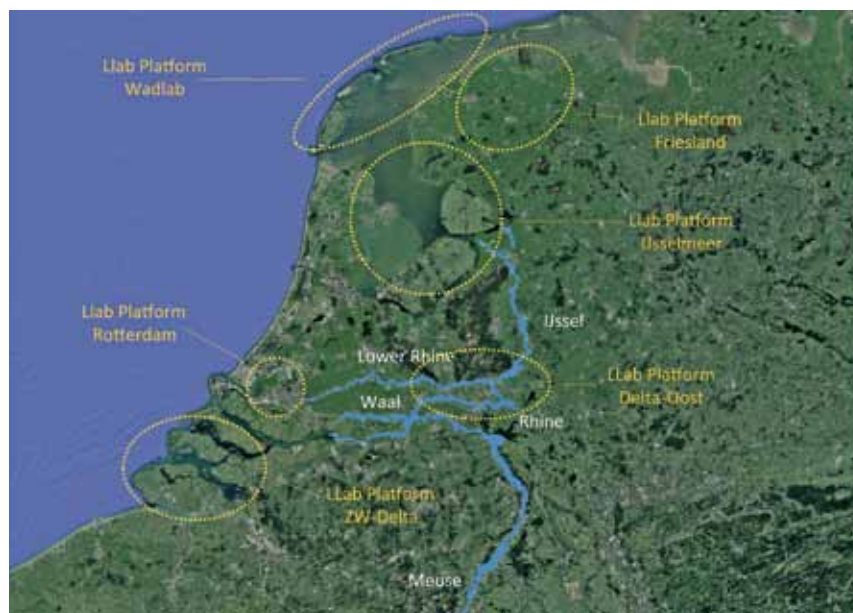 Llab Platform
Wadlab
Llab Platform
Friesland
Llab Platform
IJsselmeer
Llab Platform
Rotterdam
IJssel
Lower Rhine
LLab Platform
Delta-Oost
Waal
Rhine
LLab Platform
ZW-Delta
Meuse